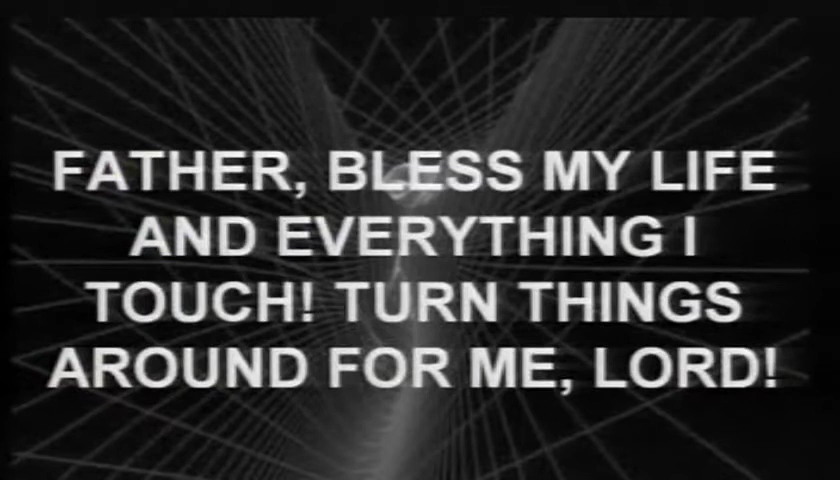 FATHER, BLESS MY LIFE
AND EVERYTHING I
TOUCH! TURN THINGS
AROUND FOR ME, LORD!